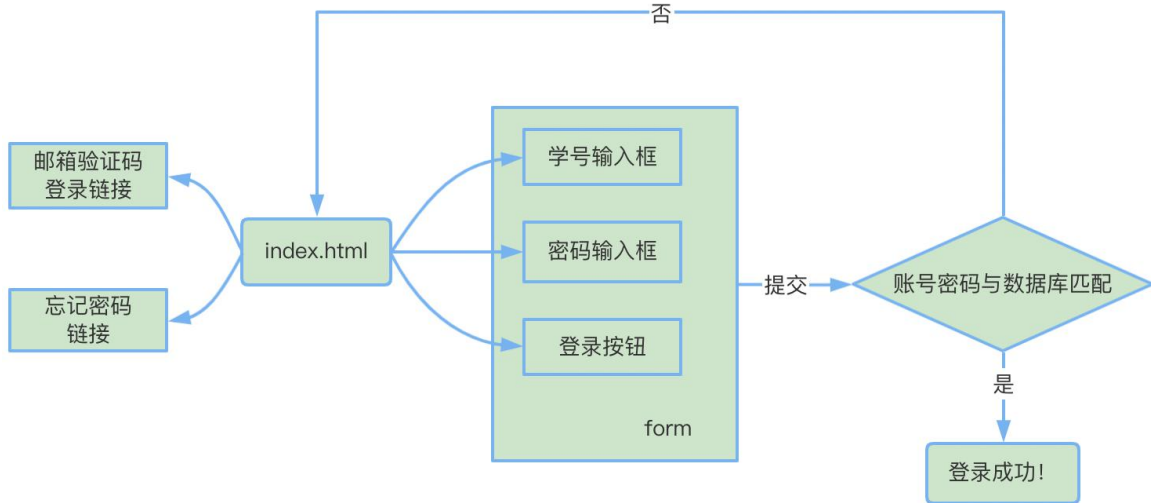 否
邮箱验证码
登录链接
忘记密码
链接
index.html
学号输入框
密码输入框
登录按钮
form
提交
账号密码与数据库匹配
是
登录成功！